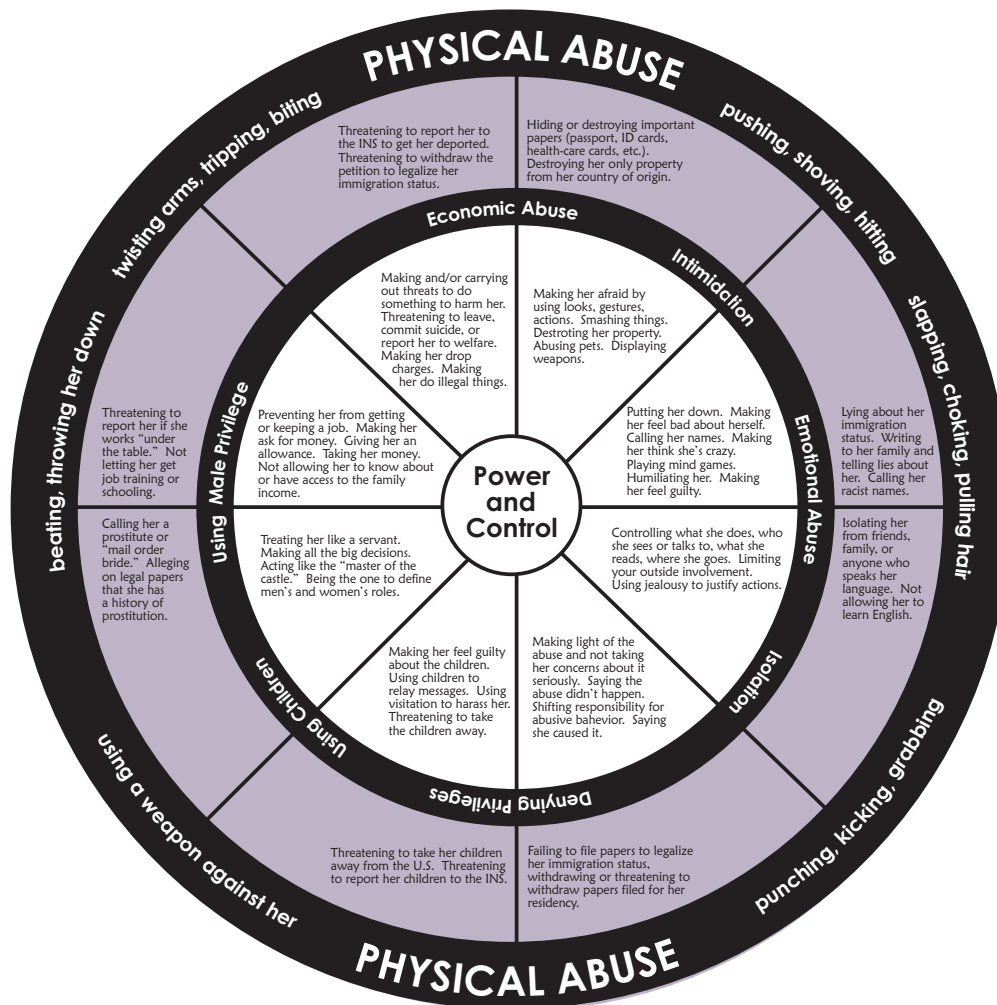 PHYSICAL ABUSE
twisting arms, tripping, biting
pushing, shoving, hitting
Threatening to report her to
the INS to get her deported.
Threatening to withdraw the
petition to legalize her
immigration status.
Hiding or destroying important
papers (passport, ID cards,
health-care cards, etc.).
Destroying her only property
from her country of origin.
Economic Abuse
Intimidation
Making and/or carrying
out threats to do
something to harm her.
Threatening to leave,
commit suicide, or
report her to welfare.
Making her drop
charges. Making
her do illegal things.
Making her afraid by
using looks, gestures,
actions. Smashing things.
Destroting her property.
Abusing pets. Displaying
weapons.
beating, throwing her down
slapping, choking, pulling hair
Threatening to
report her if she
works “under
the table.” Not
letting her get
job training or
schooling.
Using Male Privilege
Preventing her from getting
or keeping a job. Making her
ask for money. Giving her an
allowance. Taking her money.
Not allowing her to know about
or have access to the family
income.
Power
and
Control
Putting her down. Making
her feel bad about herself.
Calling her names. Making
her think she's crazy.
Playing mind games.
Humiliating her. Making
her feel guilty.
Emotional Abuse
Lying about her
immigration
status. Writing
to her family and
telling lies about
her. Calling her
racist names.
Calling her a
prostitute or
“mail order
bride.” Alleging
on legal papers
that she has
a history of
prostitution.
Treating her like a servant.
Making all the big decisions.
Acting like the “master of the
castle.” Being the one to define
men's and women's roles.
Controlling what she does, who
she sees or talks to, what she
reads, where she goes. Limiting
your outside involvement.
Using jealousy to justify actions.
Isolating her
from friends,
family, or
anyone who
speaks her
language. Not
allowing her to
learn English.
Making her feel guilty
about the children.
Using children to
relay messages. Using
visitation to harass her.
Threatening to take
the children away.
Making light of the
abuse and not taking
her concerns about it
seriously. Saying the
abuse didn't happen.
Shifting responsibility for
abusive bahevior. Saying
she caused it.
Using Children
Isolation
Denying Privileges
using a weapon against her
punching, kicking, grabbing
Threatening to take her children
away from the U.S. Threatening
to report her children to the INS.
Failing to file papers to legalize
her immigration status,
withdrawing or threatening to
withdraw papers filed for her
residency.
PHYSICAL ABUSE